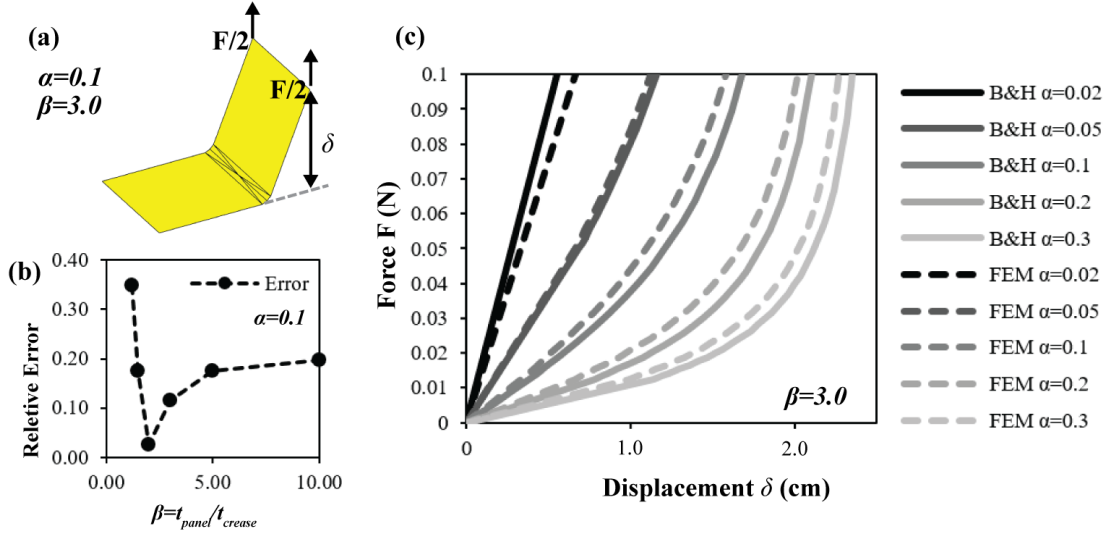 (a)
α=0.1
β=3.0
F/2
F/2
δ
(b)
Reletive Error
0.40
0.30
0.20
0.10
0.00
Error
α=0.1
0.00
5.00
10.00
β=t_panel/t_crease
(c)
Force F (N)
0.1
0.09
0.08
0.07
0.06
0.05
0.04
0.03
0.02
0.01
0
β=3.0
0
1.0
2.0
Displacement δ (cm)
B&H α=0.02
B&H α=0.05
B&H α=0.1
B&H α=0.2
B&H α=0.3
FEM α=0.02
FEM α=0.05
FEM α=0.1
FEM α=0.2
FEM α=0.3